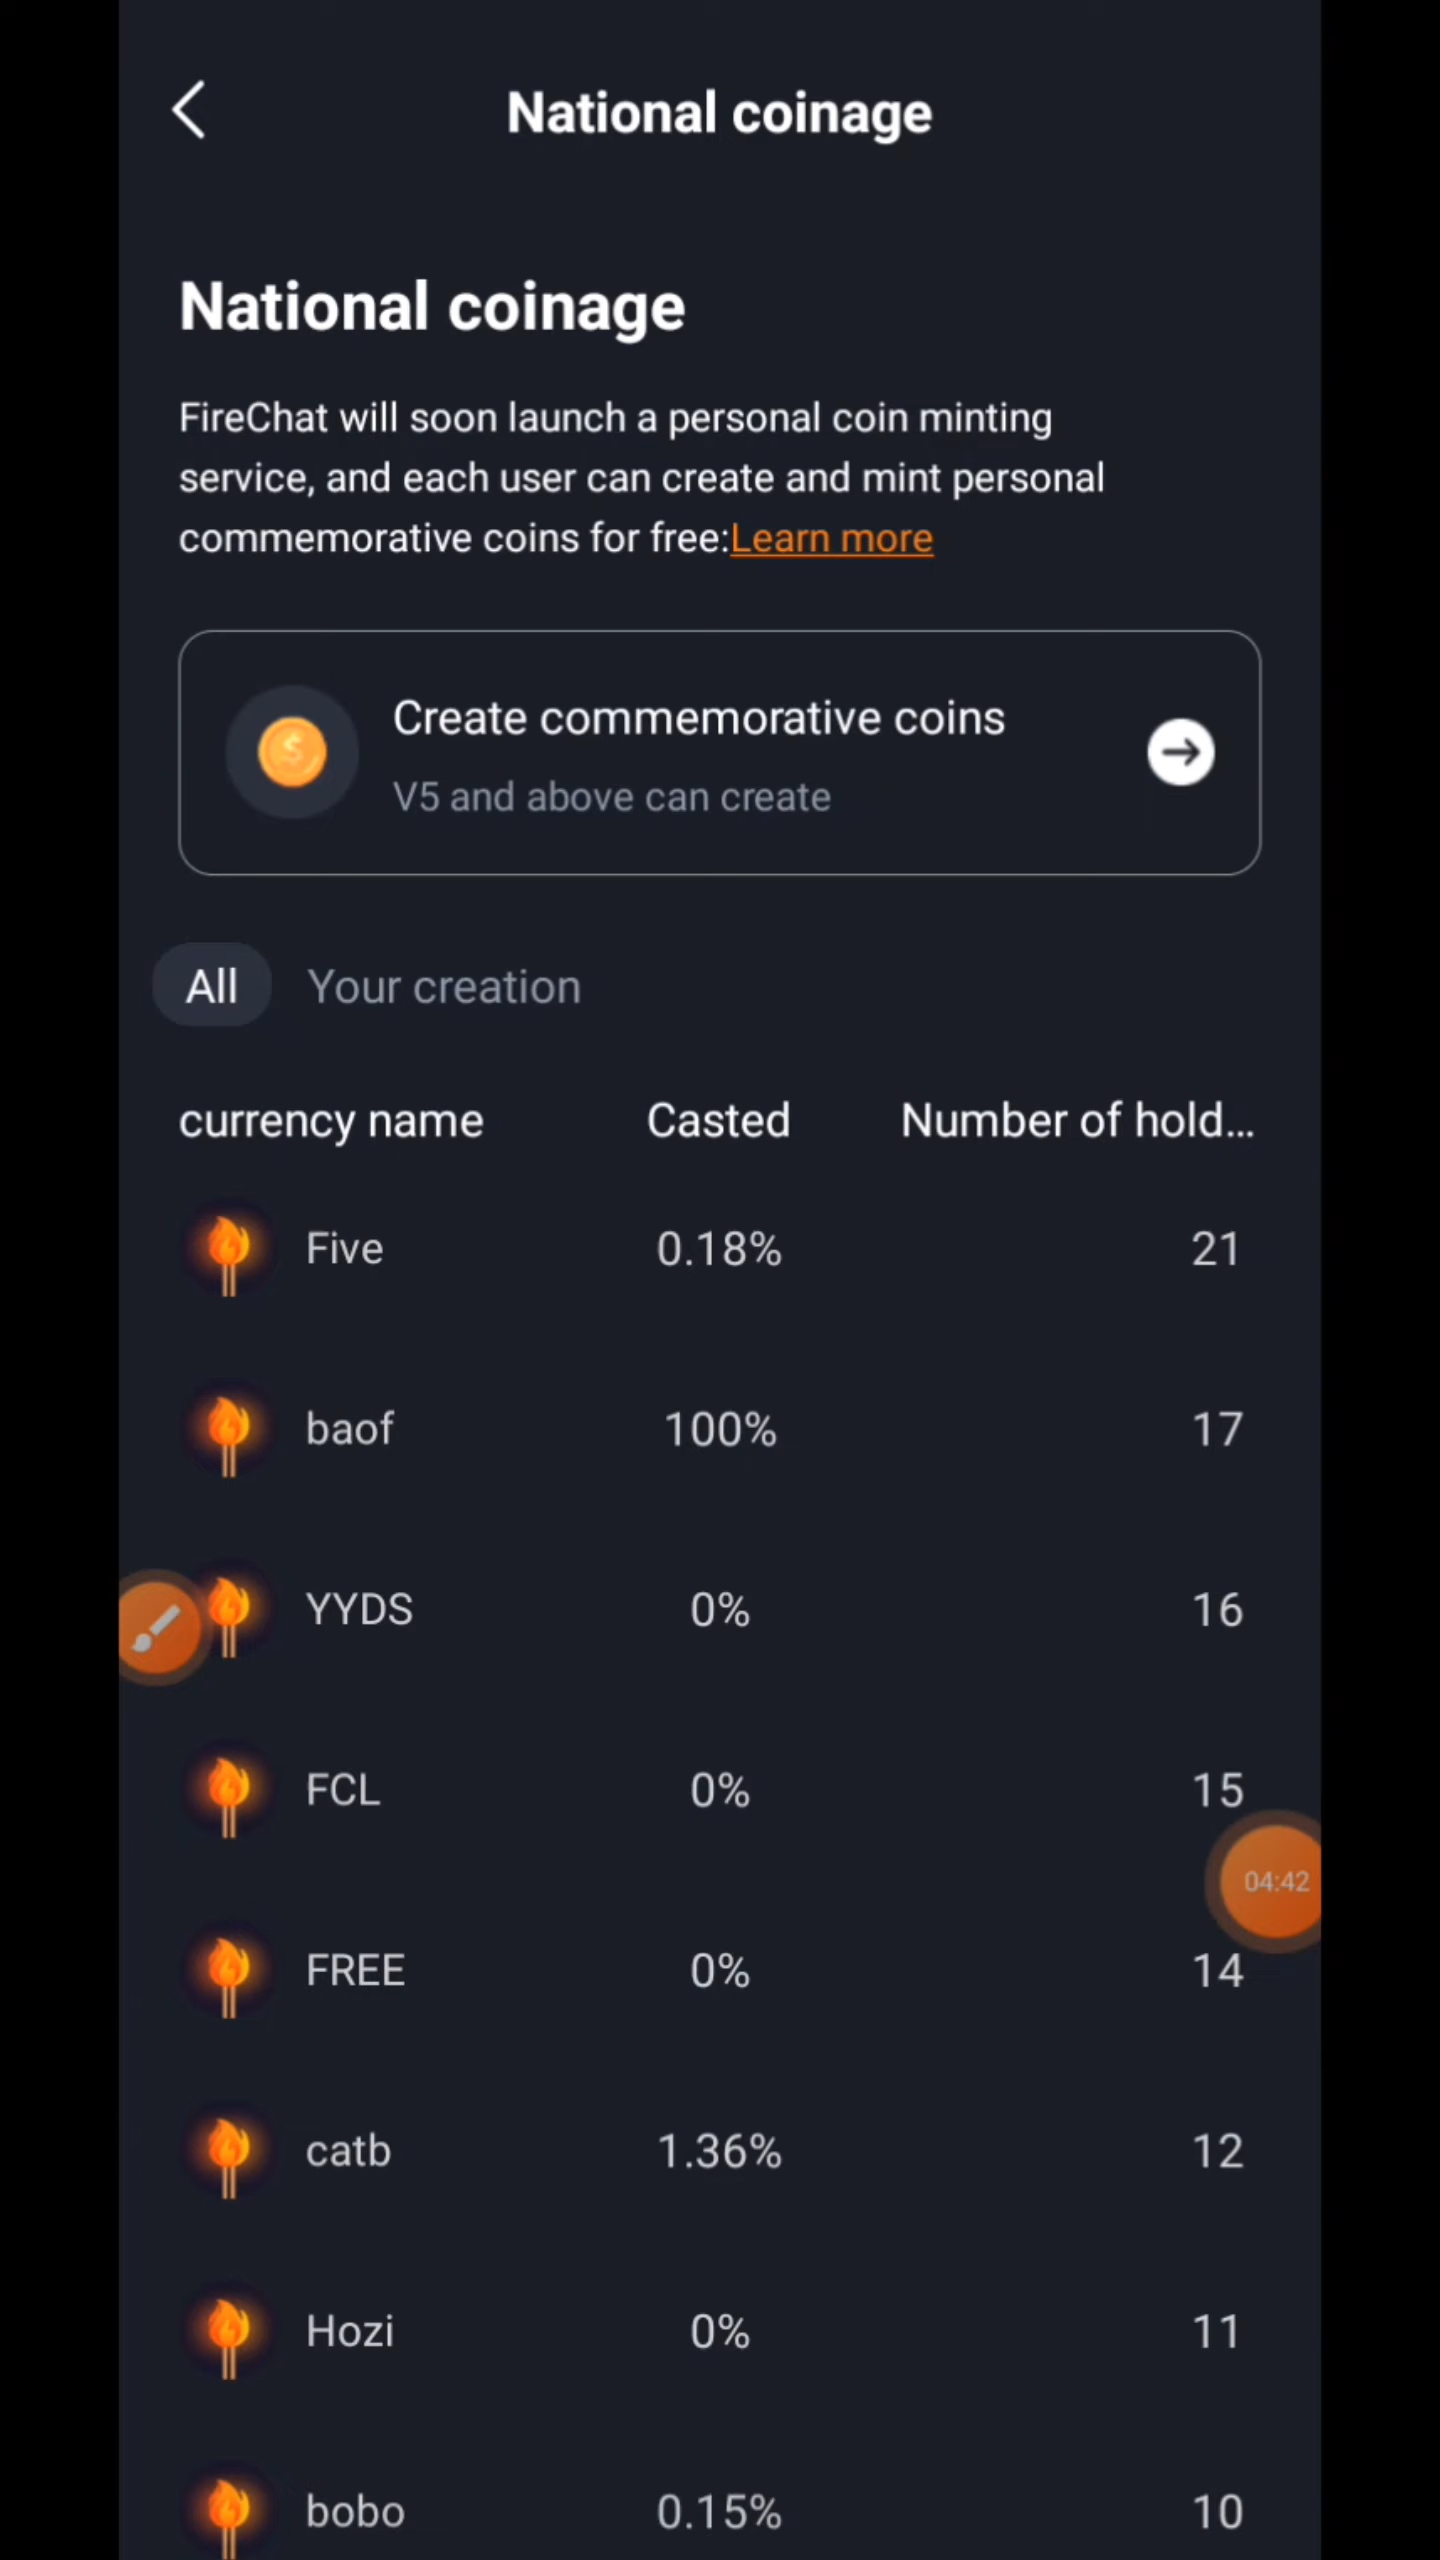 National coinage
National coinage
FireChat will soon launch a personal coin minting
service, and each user can create and mint personal
commemorative coins for free:Learn more
Create commemorative coins
V5 and above can create
All Your creation
currency name Casted Number of hold...
Five 0.18% 21
baof 100% 17
YYDS 0% 16
FCL 0% 15
04:42
FREE 0% 14
catb 1.36% 12
Hozi 0% 11
bobo 0.15% 10